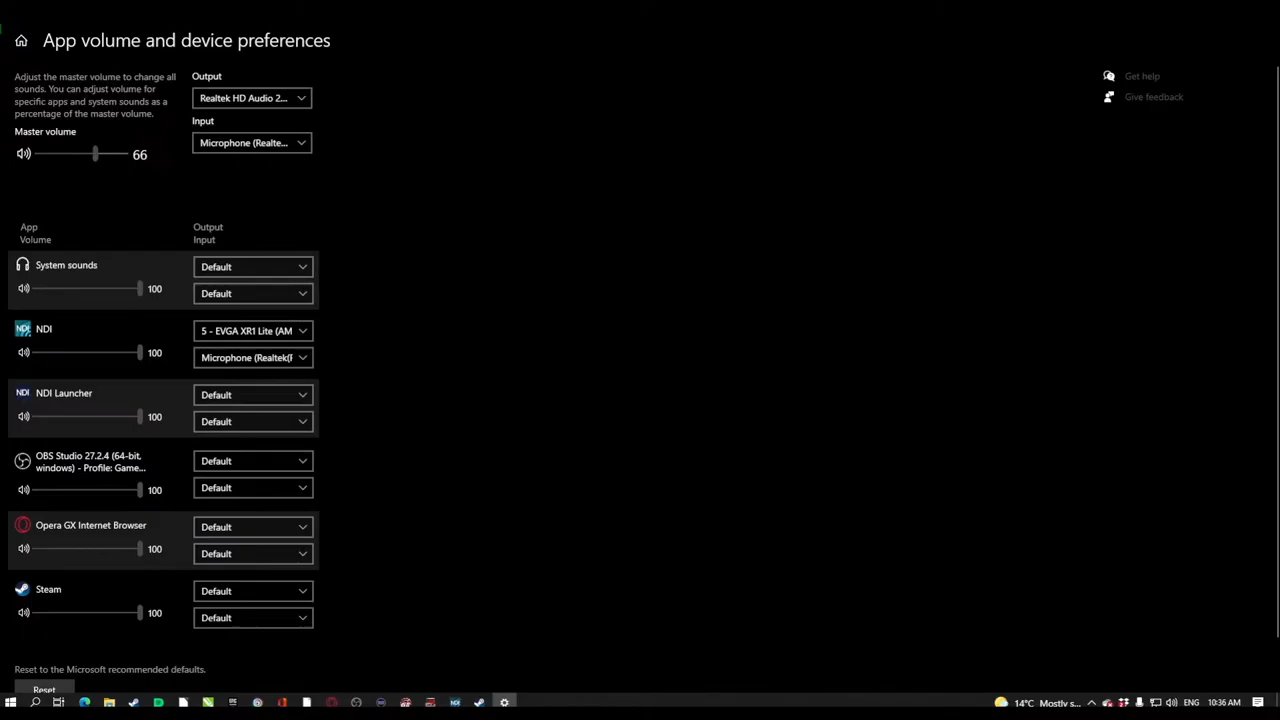 App volume and device preferences
Adjust the master volume to change all
sounds. You can adjust volume for
specific apps and system sounds as a
percentage of the master volume.
Master volume
66
Output
Realtek HD Audio 2...
Input
Microphone (Realte...
Get help
Give feedback
App
Volume
Output
Input
System sounds
100
Default
Default
NDI
NDI
100
5 - EVGA XR1 Lite (AM
Microphone (Realtek(R
NDI
NDI Launcher
100
Default
Default
OBS Studio 27.2.4 (64-bit,
windows) - Profile: Game...
100
Default
Default
Opera GX Internet Browser
100
Default
Default
Steam
100
Default
Default
Reset to the Microsoft recommended defaults.
Reset
14°C Mostly s...
ENG
10:36 AM